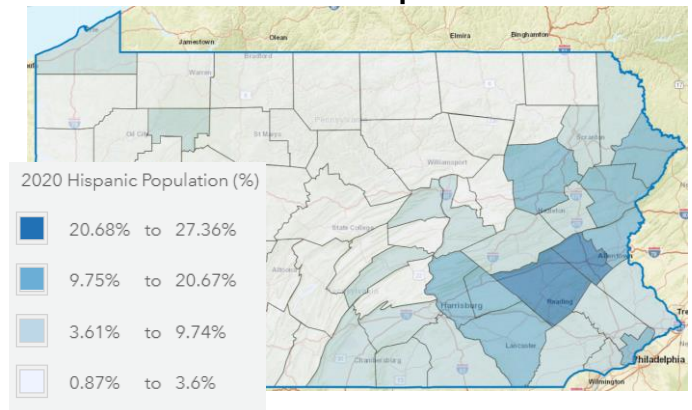 Jamestown
Olean
Elmira
Binghamton
Bradford
Warren
Pennsylvania
Scranton
Oil City
St Marys
Williamsport
2020 Hispanic Population (%)
20.68% to 27.36%
9.75% to 20.67%
3.61% to 9.74%
0.87% to 3.6%
Hazleton
State College
Altoona
Allentown
Harrisburg
Reading
Lancaster
Chambersburg
Philadelphia
Wilmington
Tre